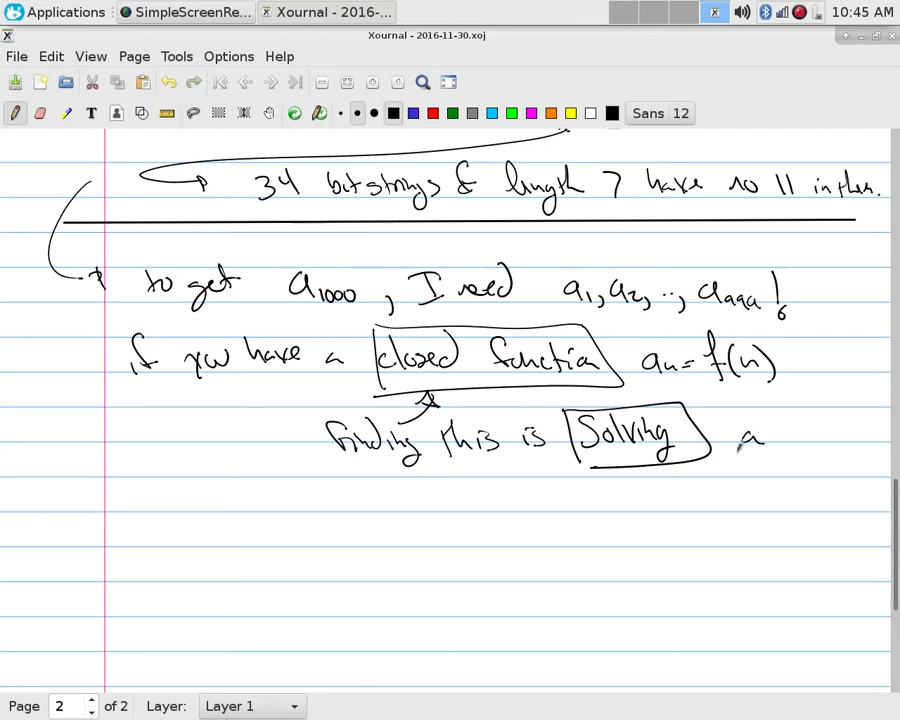 Applications SimpleScreenRe... Xournal - 2016-... 10:45 AM
Xournal - 2016-11-30.xoj
File Edit View Page Tools Options Help
Sans 12
34 bitstrings of length 7 have no 11 in them.
to get a1000, I need a1, a2, .., a999!
if you have a closed function an = f(n)
finding this is Solving a
Page 2 of 2 Layer: Layer 1